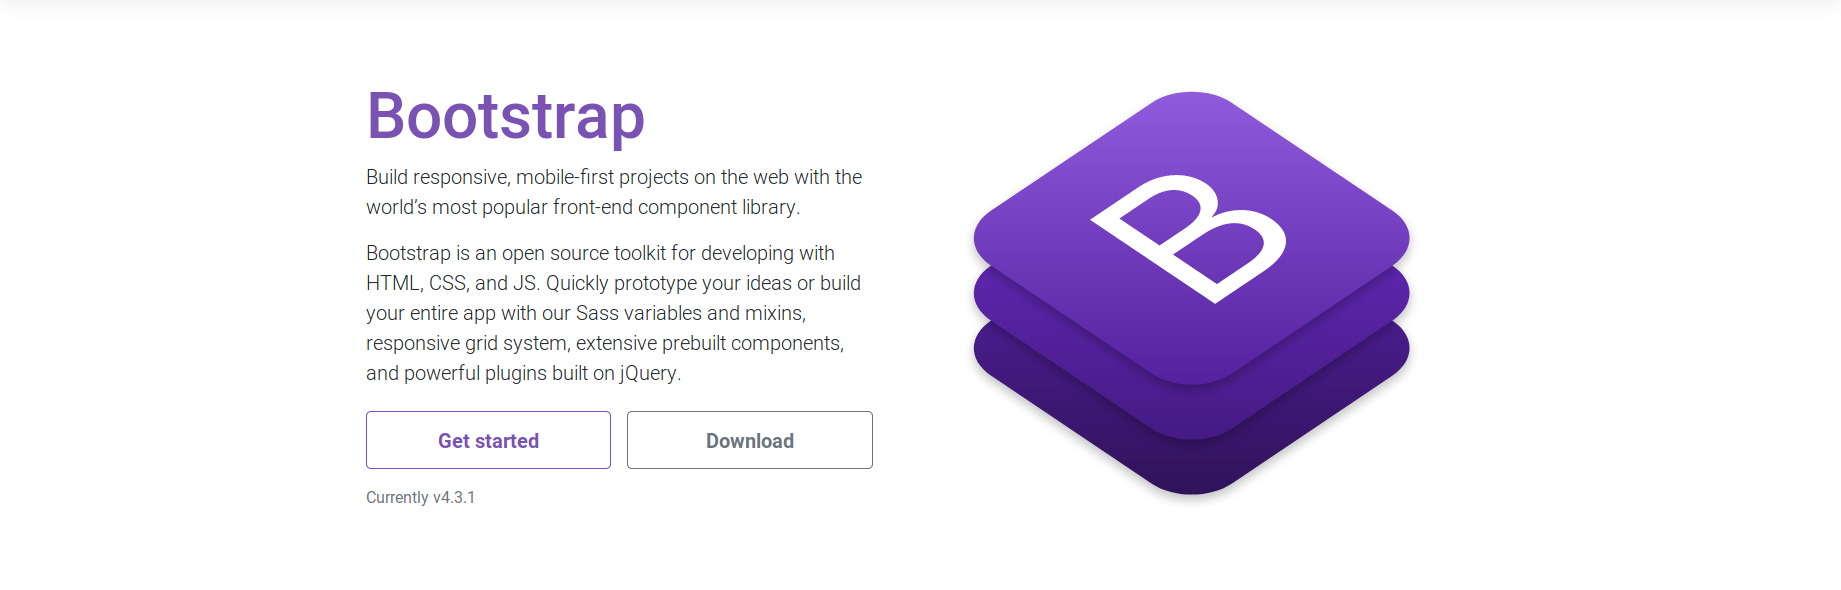 Bootstrap
Build responsive, mobile-first projects on the web with the
world’s most popular front-end component library.
Bootstrap is an open source toolkit for developing with
HTML, CSS, and JS. Quickly prototype your ideas or build
your entire app with our Sass variables and mixins,
responsive grid system, extensive prebuilt components,
and powerful plugins built on jQuery.
Get started
Download
Currently v4.3.1
B